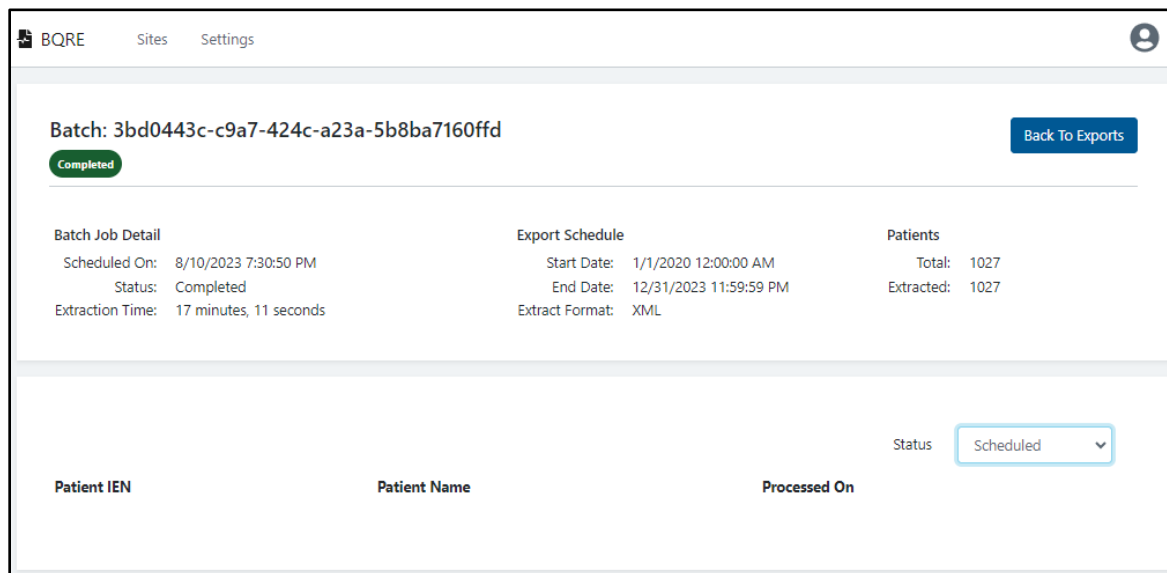 BQRE Sites Settings
Batch: 3bd0443c-c9a7-424c-a23a-5b8ba7160ffd
Back To Exports
Completed
Batch Job Detail
Scheduled On: 8/10/2023 7:30:50 PM
Status: Completed
Extraction Time: 17 minutes, 11 seconds
Export Schedule
Start Date: 1/1/2020 12:00:00 AM
End Date: 12/31/2023 11:59:59 PM
Extract Format: XML
Patients
Total: 1027
Extracted: 1027
Status Scheduled
Patient IEN Patient Name Processed On